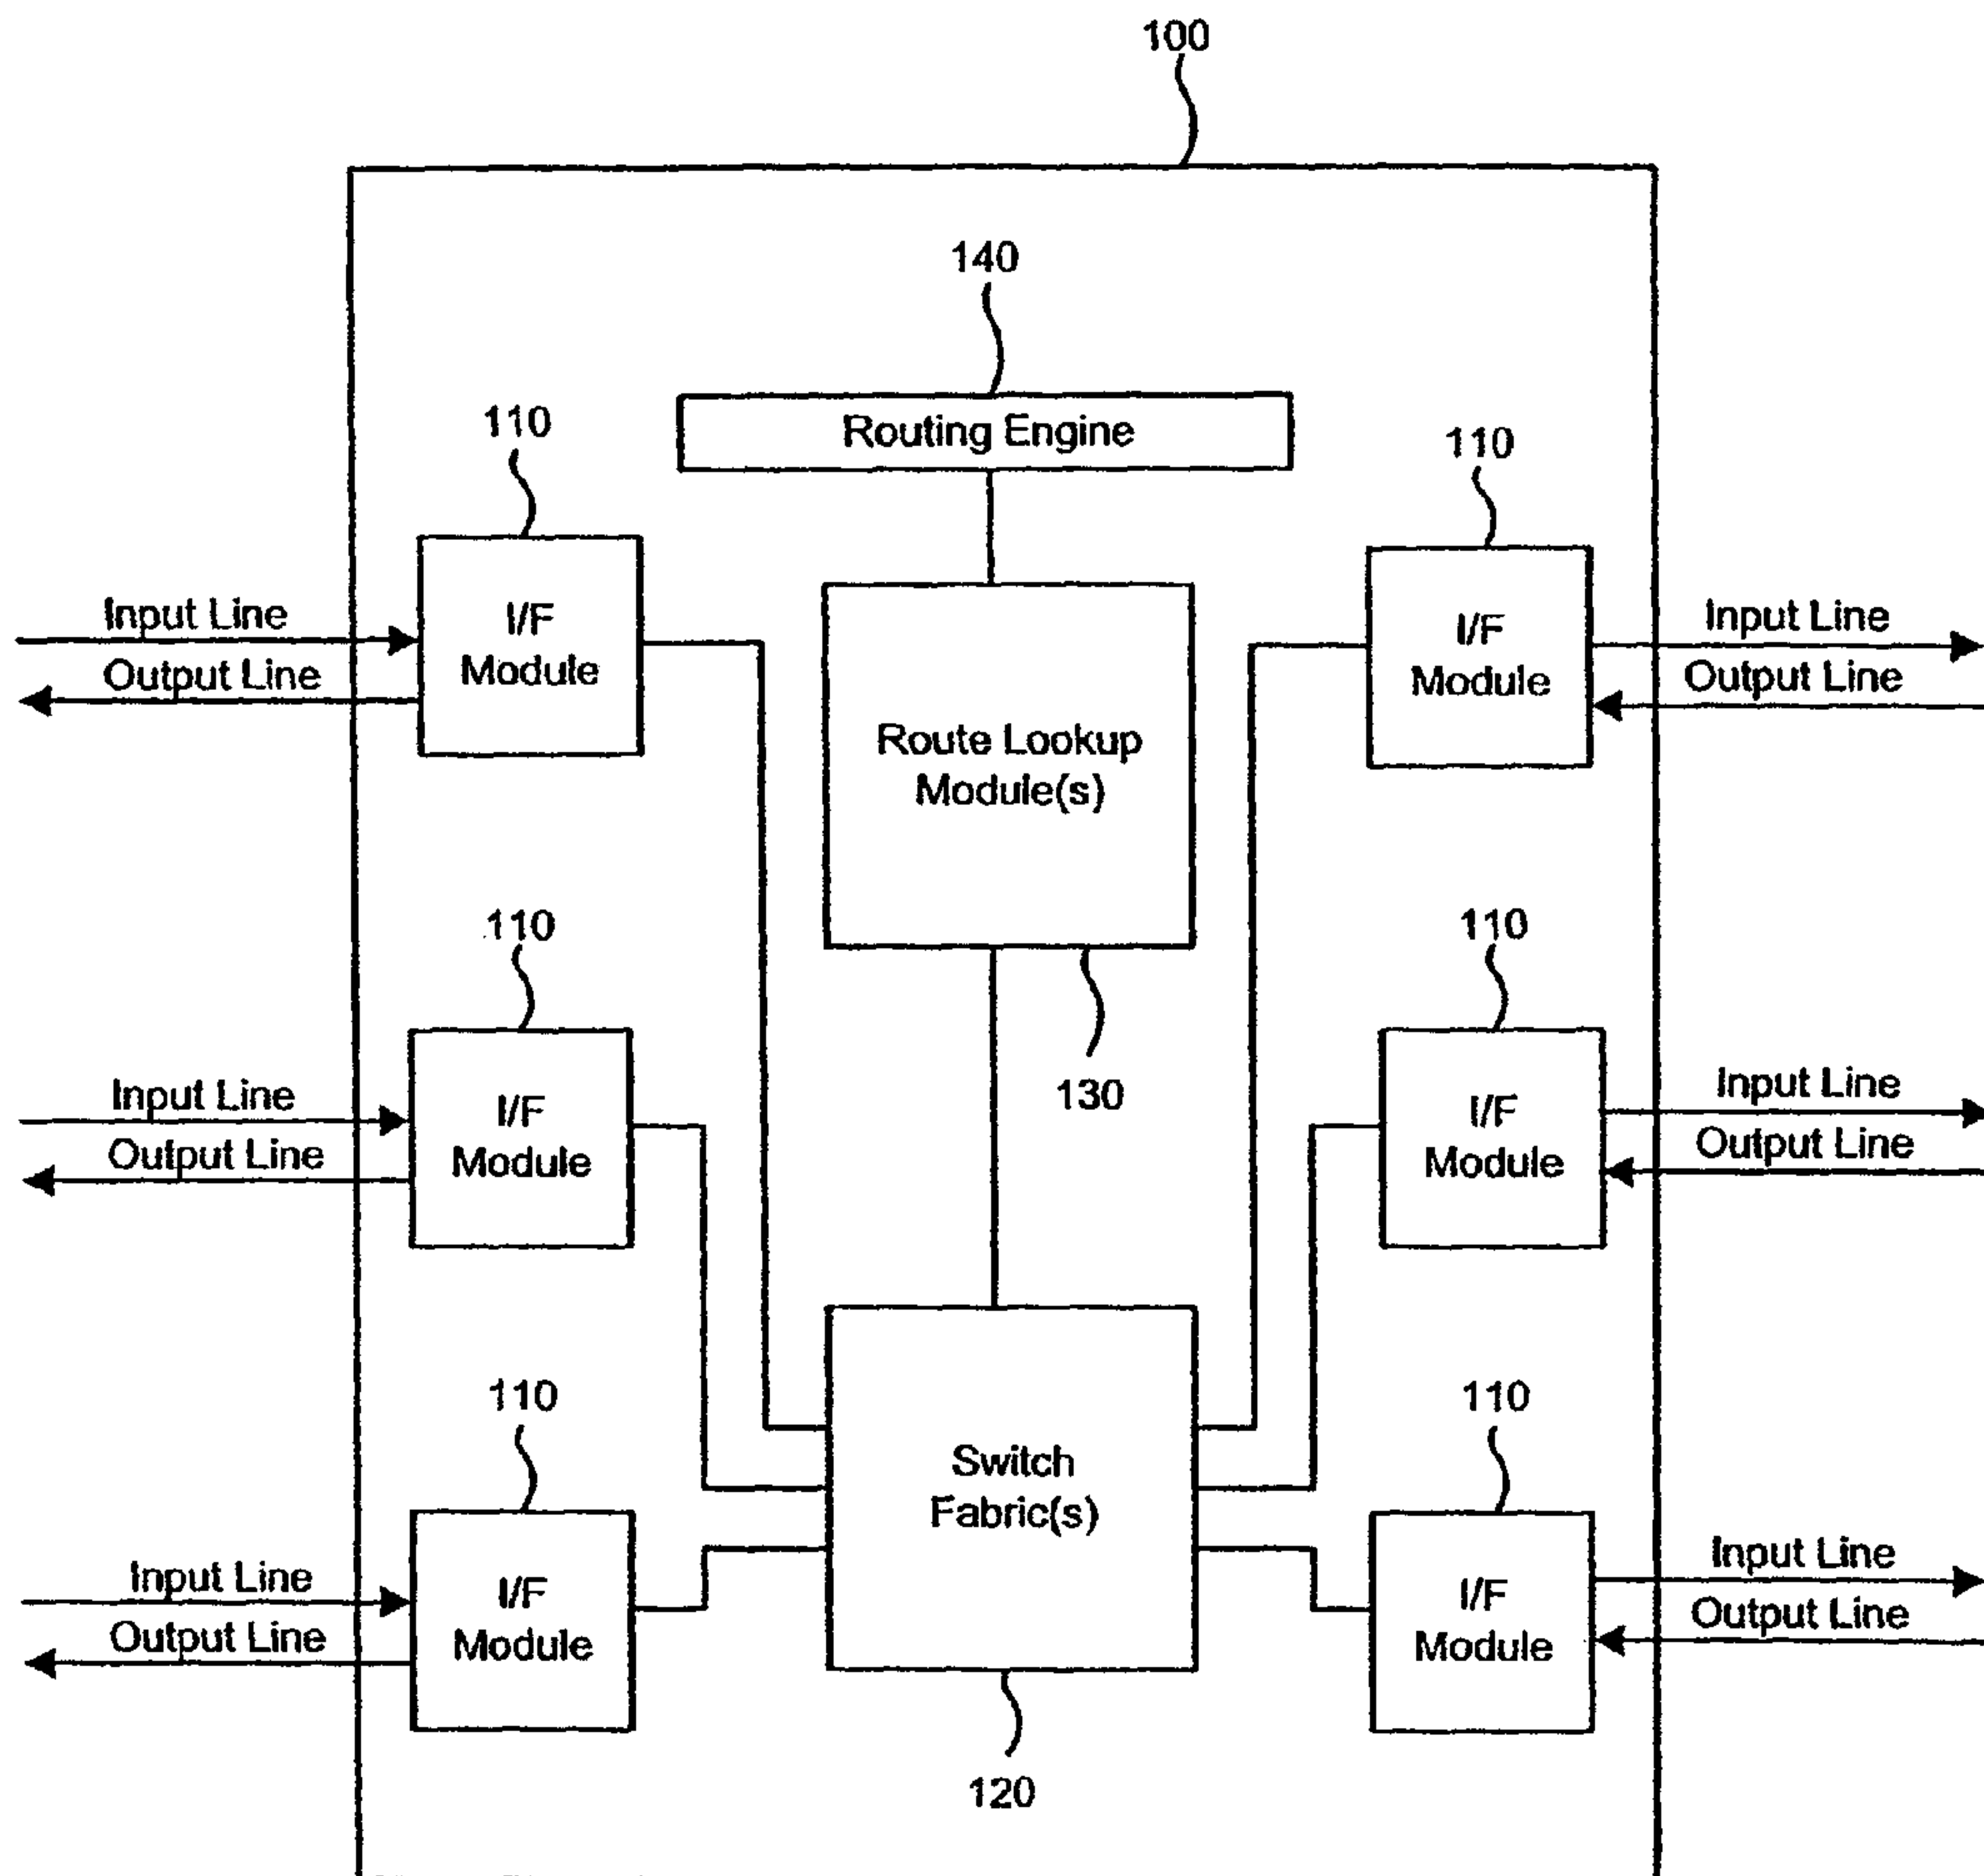 100
140
Routing Engine
110
110
I/F
Module
Input Line
Output Line
Route Lookup
Module(s)
I/F
Module
Input Line
Output Line
110
110
130
I/F
Module
Input Line
Output Line
I/F
Module
Input Line
Output Line
110
110
Switch
Fabric(s)
I/F
Module
Input Line
Output Line
I/F
Module
Input Line
Output Line
120